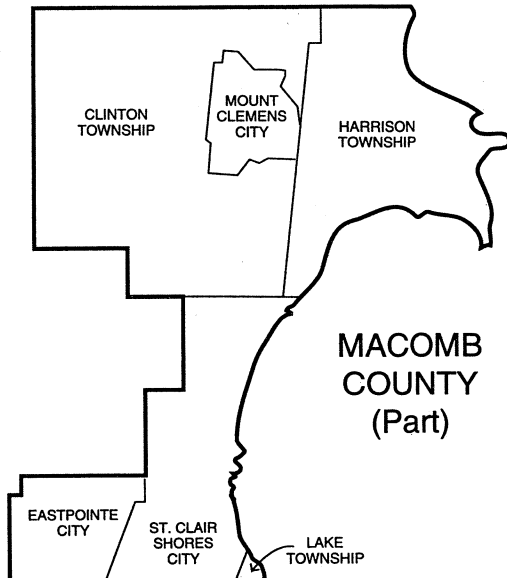 CLINTON
TOWNSHIP
MOUNT
CLEMENS
CITY
HARRISON
TOWNSHIP
MACOMB
COUNTY
(Part)
EASTPOINTE
CITY
ST. CLAIR
SHORES
CITY
LAKE
TOWNSHIP